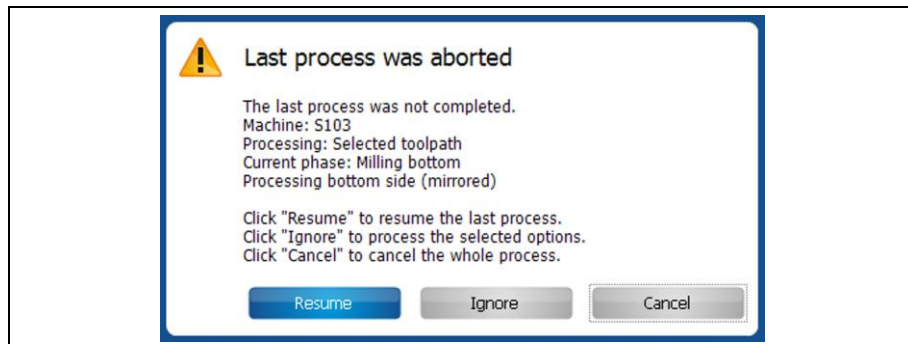 Last process was aborted
The last process was not completed.
Machine: S103
Processing: Selected toolpath
Current phase: Milling bottom
Processing bottom side (mirrored)
Click "Resume" to resume the last process.
Click "Ignore" to process the selected options.
Click "Cancel" to cancel the whole process.
Resume Ignore Cancel